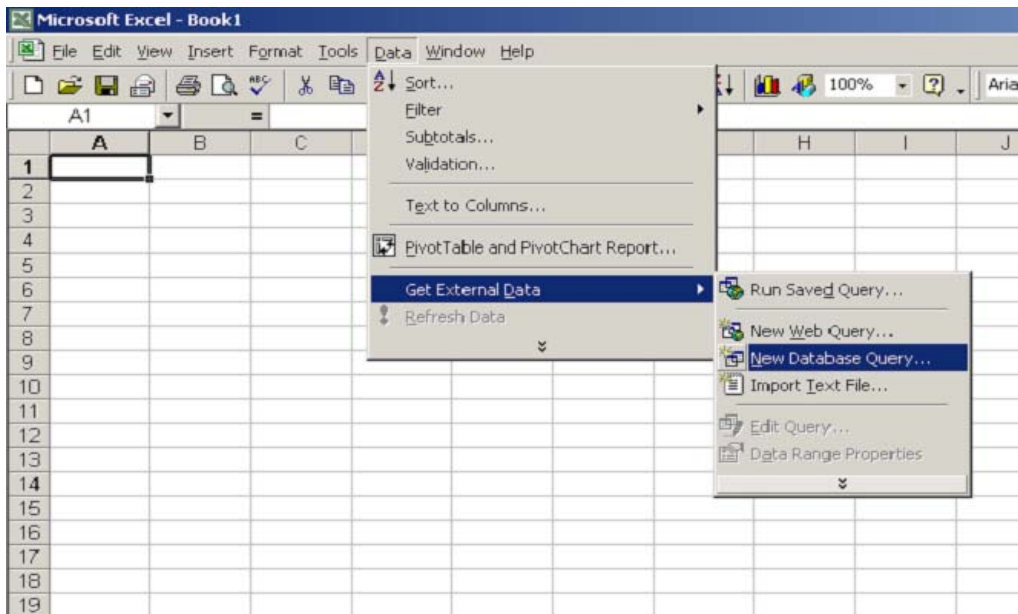 Microsoft Excel - Book1
File Edit View Insert Format Tools Data Window Help
100%
Aria
A1
=
A B C H I J
1
2
3
4
5
6
7
8
9
10
11
12
13
14
15
16
17
18
19
Sort...
Filter
Subtotals...
Validation...
Text to Columns...
PivotTable and PivotChart Report...
Get External Data
Refresh Data
Run Saved Query...
New Web Query...
New Database Query...
Import Text File...
Edit Query...
Data Range Properties